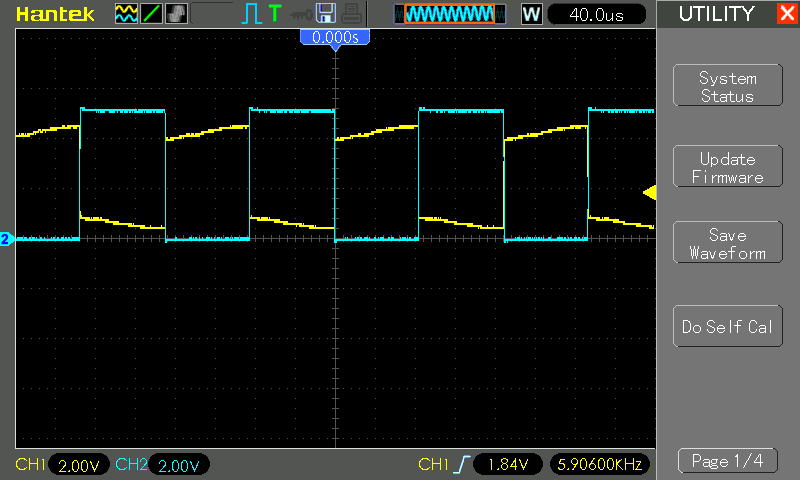 Hantek
T
W
40.0us
UTILITY
X
0.000s
System
Status
Update
Firmware
Save
Waveform
Do Self Cal
2
CH1 2.00V CH2 2.00V CH1 1.84V 5.90600KHz
Page 1/4